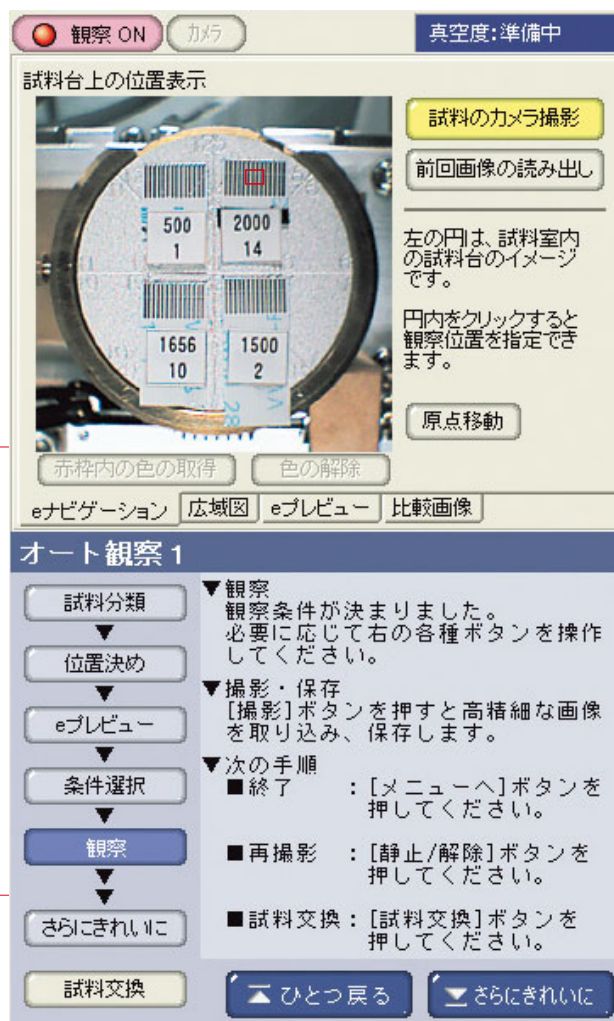 観察 ON
カメラ
真空度:準備中
試料台上の位置表示
試料のカメラ撮影
前回画像の読み出し
500
1
2000
14
1656
10
1500
2
28
左の円は、試料室内
の試料台のイメージ
です。
円内をクリックすると
観察位置を指定でき
ます。
原点移動
赤枠内の色の取得
色の解除
eナビゲーション
広域図
eプレビュー
比較画像
オート観察 1
試料分類
▼
位置決め
▼
eプレビュー
▼
条件選択
▼
観察
▼
▼
さらにきれいに
試料交換
▼観察
観察条件が決まりました。
必要に応じて右の各種ボタンを操作
してください。
▼撮影・保存
[撮影]ボタンを押すと高精細な画像
を取り込み、保存します。
▼次の手順
■終了 :[メニューへ]ボタンを
押してください。
■再撮影 :[静止/解除]ボタンを
押してください。
■試料交換:[試料交換]ボタンを
押してください。
ひとつ戻る
さらにきれいに